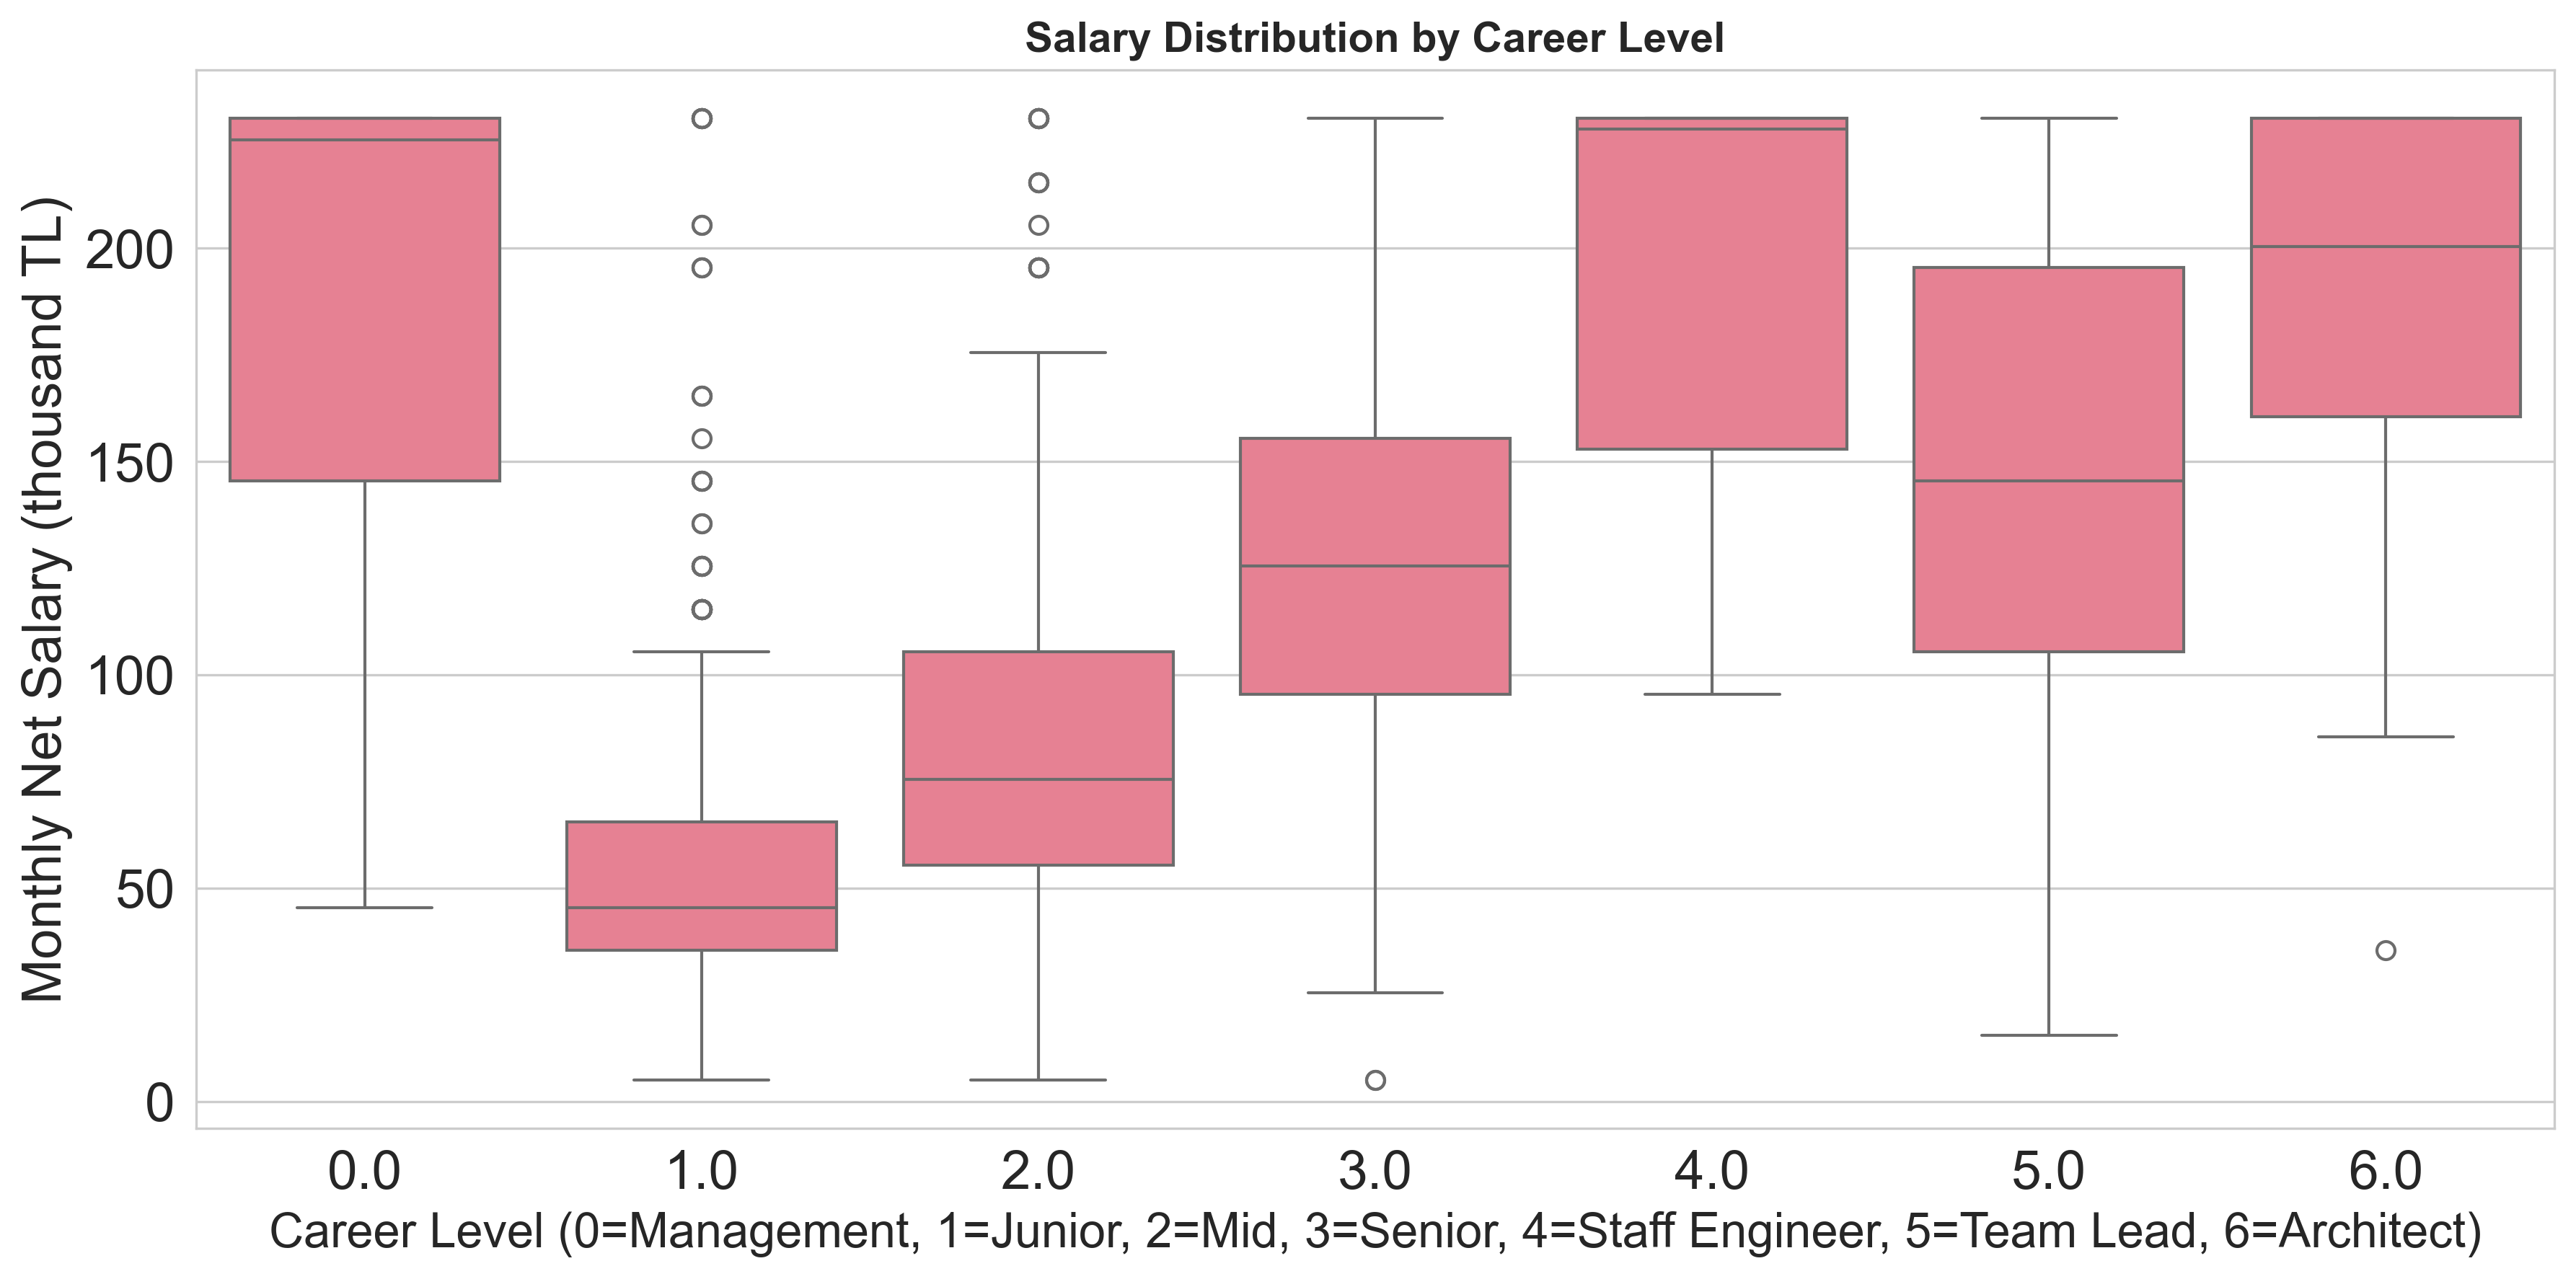 Salary Distribution by Career Level
Monthly Net Salary (thousand TL)
200
150
100
50
0
0.0 1.0 2.0 3.0 4.0 5.0 6.0
Career Level (0=Management, 1=Junior, 2=Mid, 3=Senior, 4=Staff Engineer, 5=Team Lead, 6=Architect)